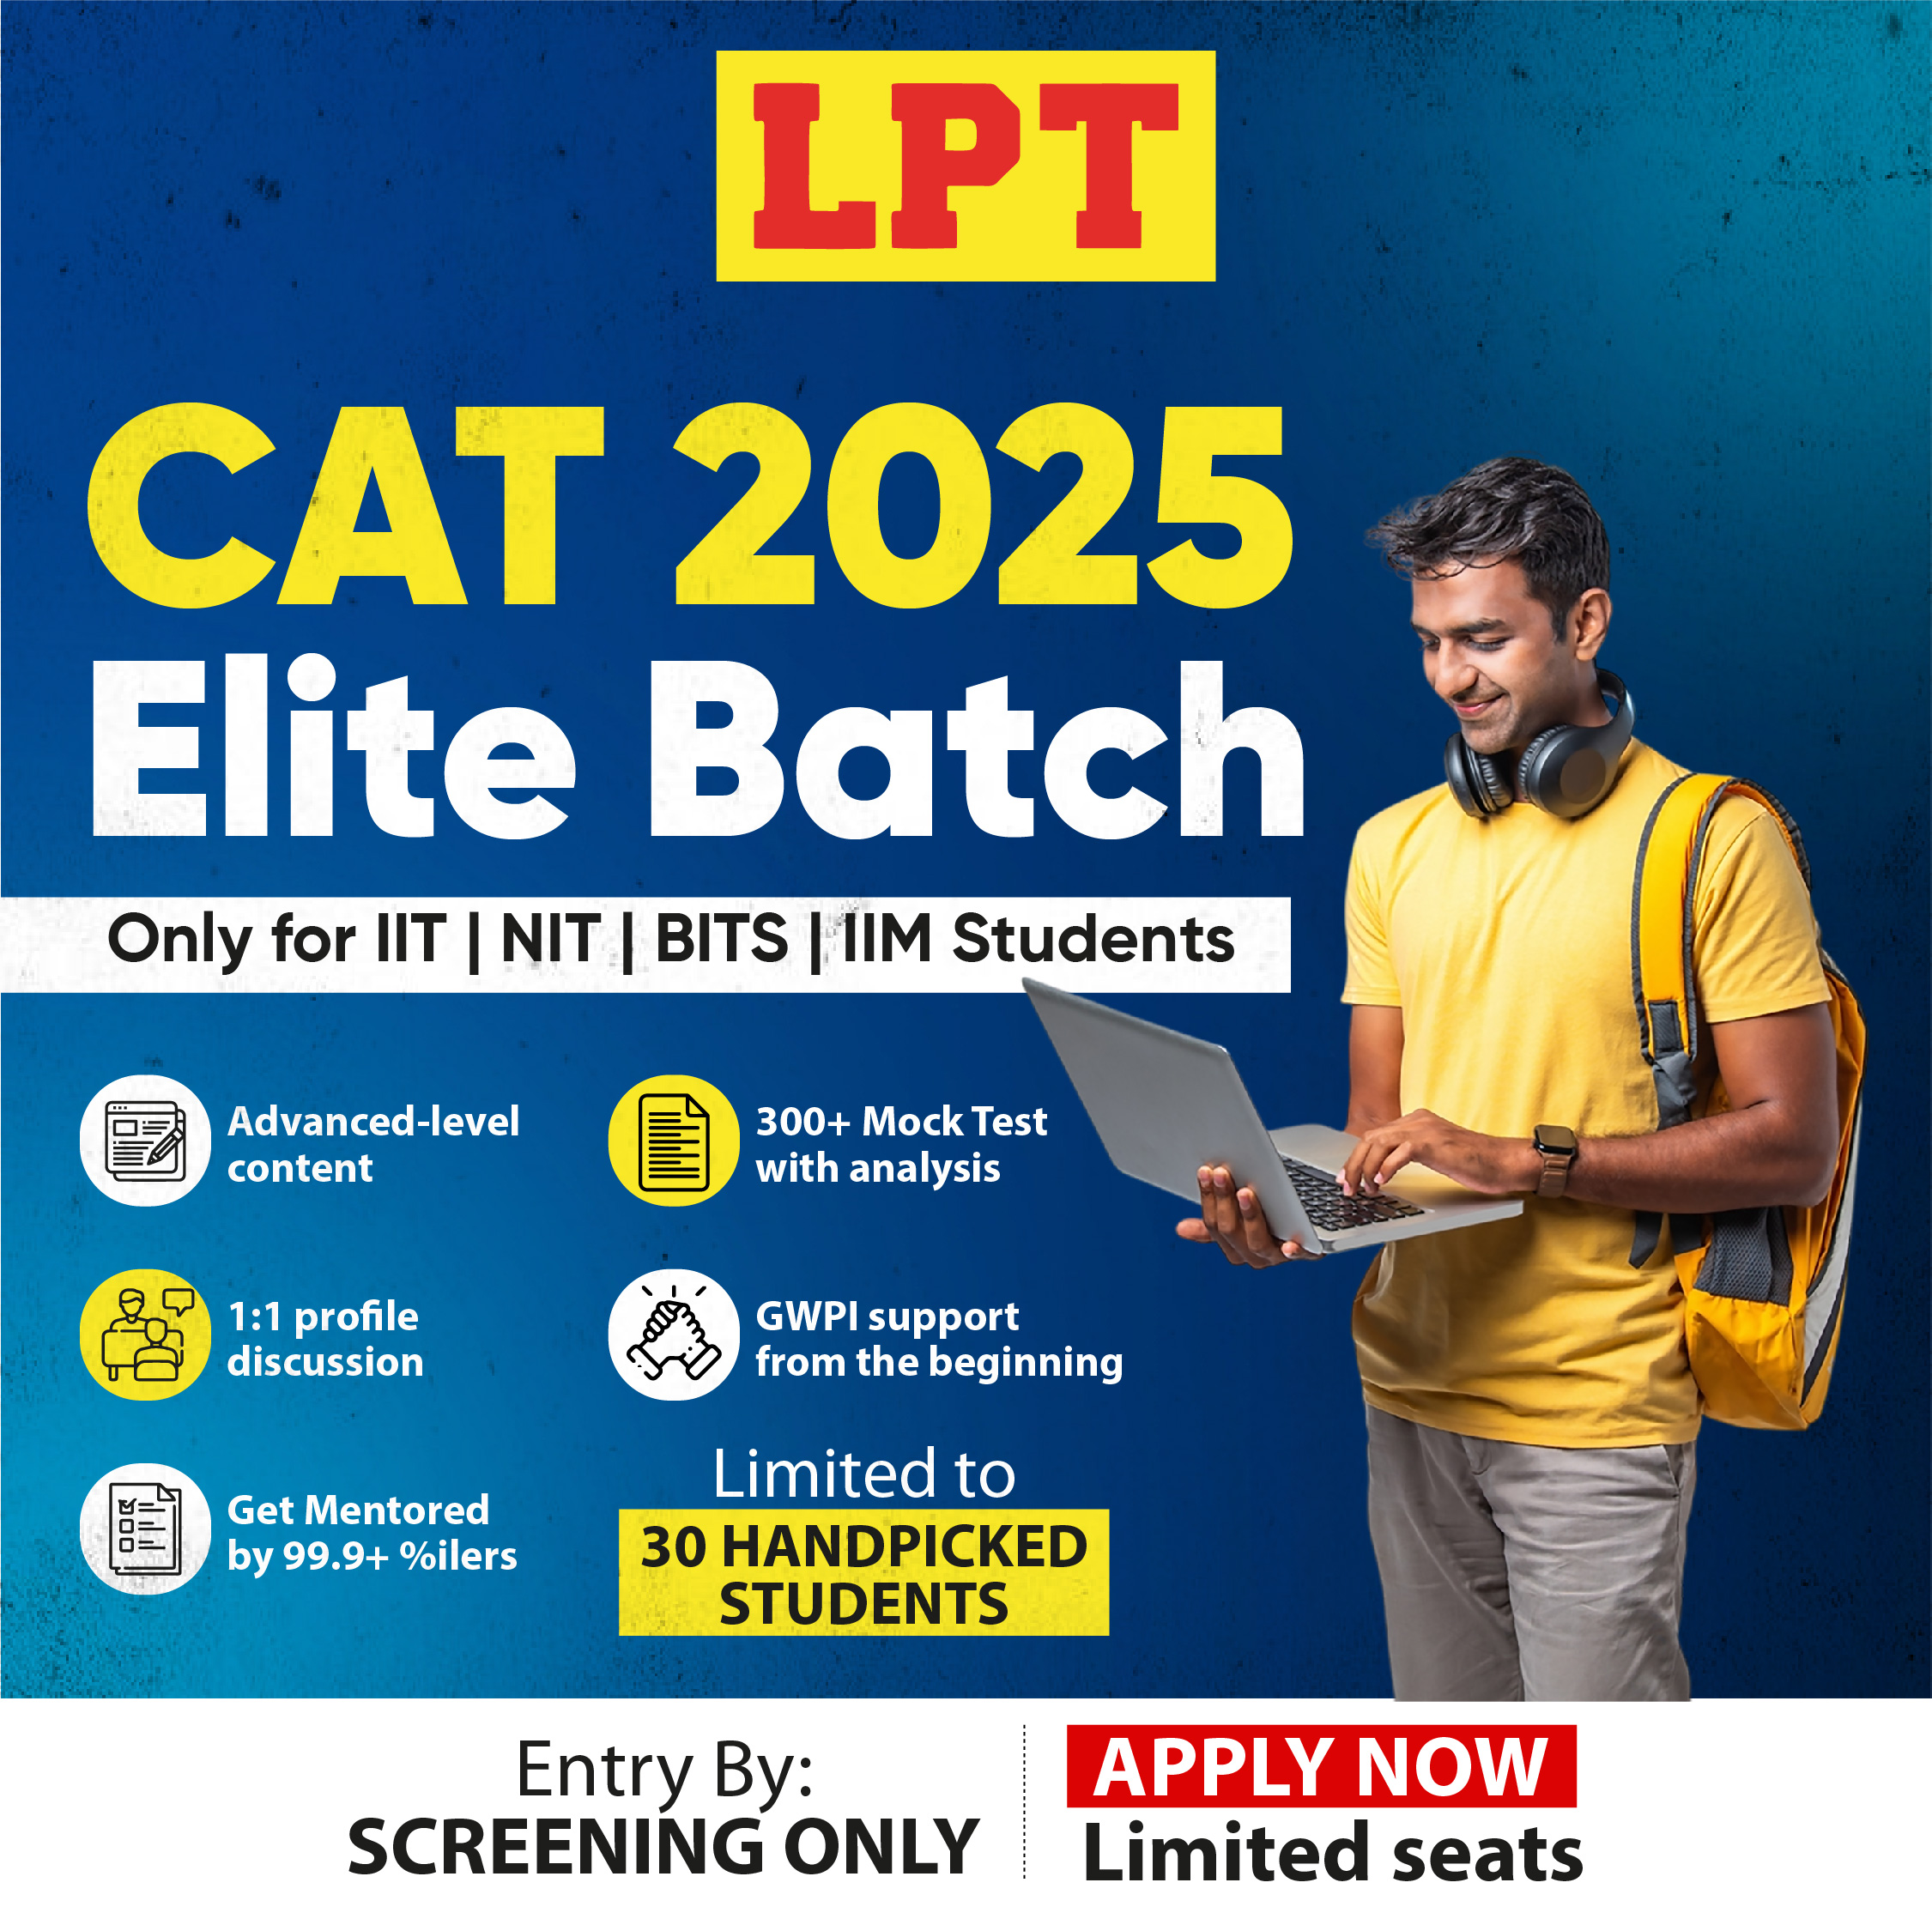 LPT
CAT 2025
Elite Batch
Only for IIT | NIT | BITS | IIM Students
Advanced-level
content
300+ Mock Test
with analysis
1:1 profile
discussion
GWPI support
from the beginning
Get Mentored
by 99.9+ %ilers
Limited to
30 HANDPICKED
STUDENTS
Entry By:
SCREENING ONLY
APPLY NOW
Limited seats